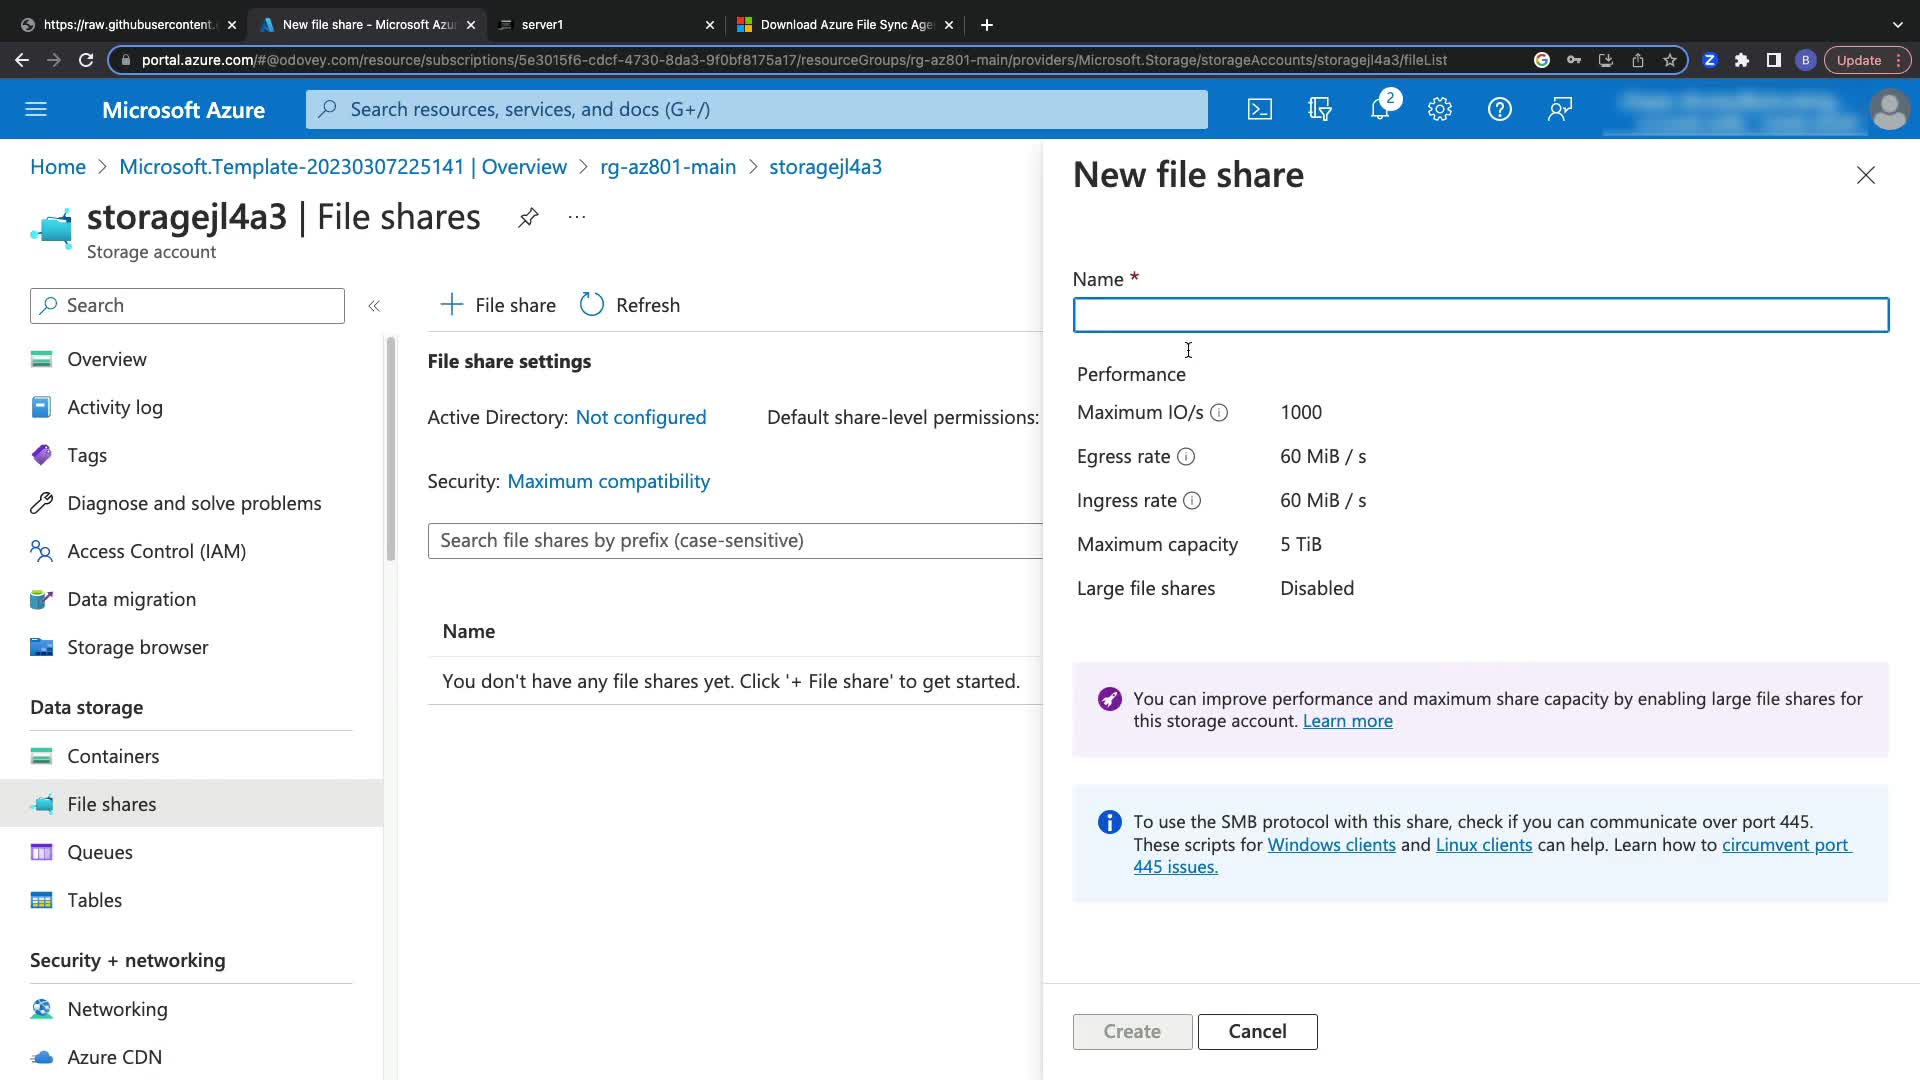 https://raw.githubusercontent.
New file share - Microsoft Azu
server1
Download Azure File Sync Age
portal.azure.com/#@odovey.com/resource/subscriptions/5e3015f6-cdcf-4730-8da3-9f0bf8175a17/resourceGroups/rg-az801-main/providers/Microsoft.Storage/storageAccounts/storagejl4a3/fileList
Z
B
Update
Microsoft Azure
Search resources, services, and docs (G+/)
2
Home > Microsoft.Template-20230307225141 | Overview > rg-az801-main > storagejl4a3
storagejl4a3 | File shares
Storage account
Search
Overview
Activity log
Tags
Diagnose and solve problems
Access Control (IAM)
Data migration
Storage browser
Data storage
Containers
File shares
Queues
Tables
Security + networking
Networking
Azure CDN
File share
Refresh
File share settings
Active Directory: Not configured
Default share-level permissions:
Security: Maximum compatibility
Search file shares by prefix (case-sensitive)
Name
You don't have any file shares yet. Click '+ File share' to get started.
New file share
Name *
Performance
Maximum IO/s 1000
Egress rate 60 MiB / s
Ingress rate 60 MiB / s
Maximum capacity 5 TiB
Large file shares Disabled
You can improve performance and maximum share capacity by enabling large file shares for
this storage account. Learn more
To use the SMB protocol with this share, check if you can communicate over port 445.
These scripts for Windows clients and Linux clients can help. Learn how to circumvent port
445 issues.
Create
Cancel